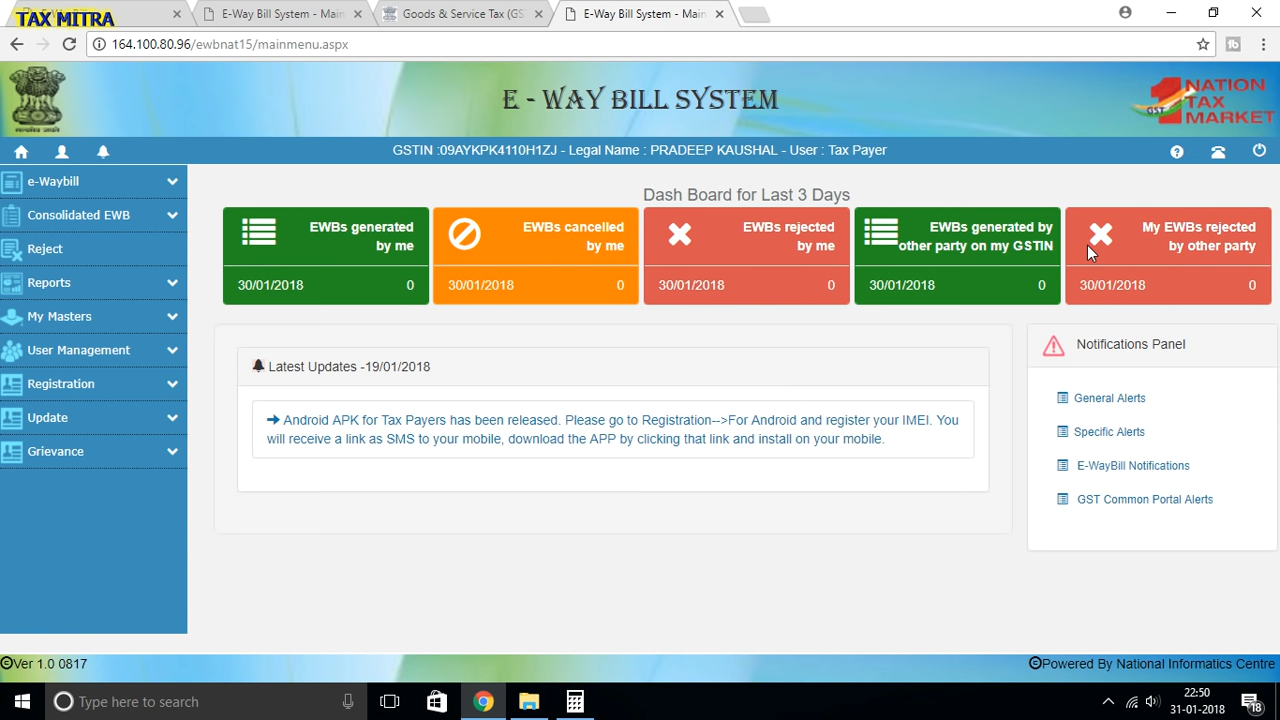 TAX MITRA
E-Way Bill System - Main
Goods & Service Tax (GS
E-Way Bill System - Main
164.100.80.96/ewbnat15/mainmenu.aspx
E - WAY BILL SYSTEM
GST
1 NATION
TAX
MARKET
GSTIN :09AYKPK4110H1ZJ - Legal Name : PRADEEP KAUSHAL - User : Tax Payer
e-Waybill
Consolidated EWB
Reject
Reports
My Masters
User Management
Registration
Update
Grievance
Dash Board for Last 3 Days
EWBs generated
by me
30/01/2018 0
EWBs cancelled
by me
30/01/2018 0
EWBs rejected
by me
30/01/2018 0
EWBs generated by
other party on my GSTIN
30/01/2018 0
My EWBs rejected
by other party
30/01/2018 0
Latest Updates -19/01/2018
Android APK for Tax Payers has been released. Please go to Registration-->For Android and register your IMEI. You
will receive a link as SMS to your mobile, download the APP by clicking that link and install on your mobile.
Notifications Panel
General Alerts
Specific Alerts
E-WayBill Notifications
GST Common Portal Alerts
©Ver 1.0 0817
©Powered By National Informatics Centre
Type here to search
22:50
31-01-2018
18